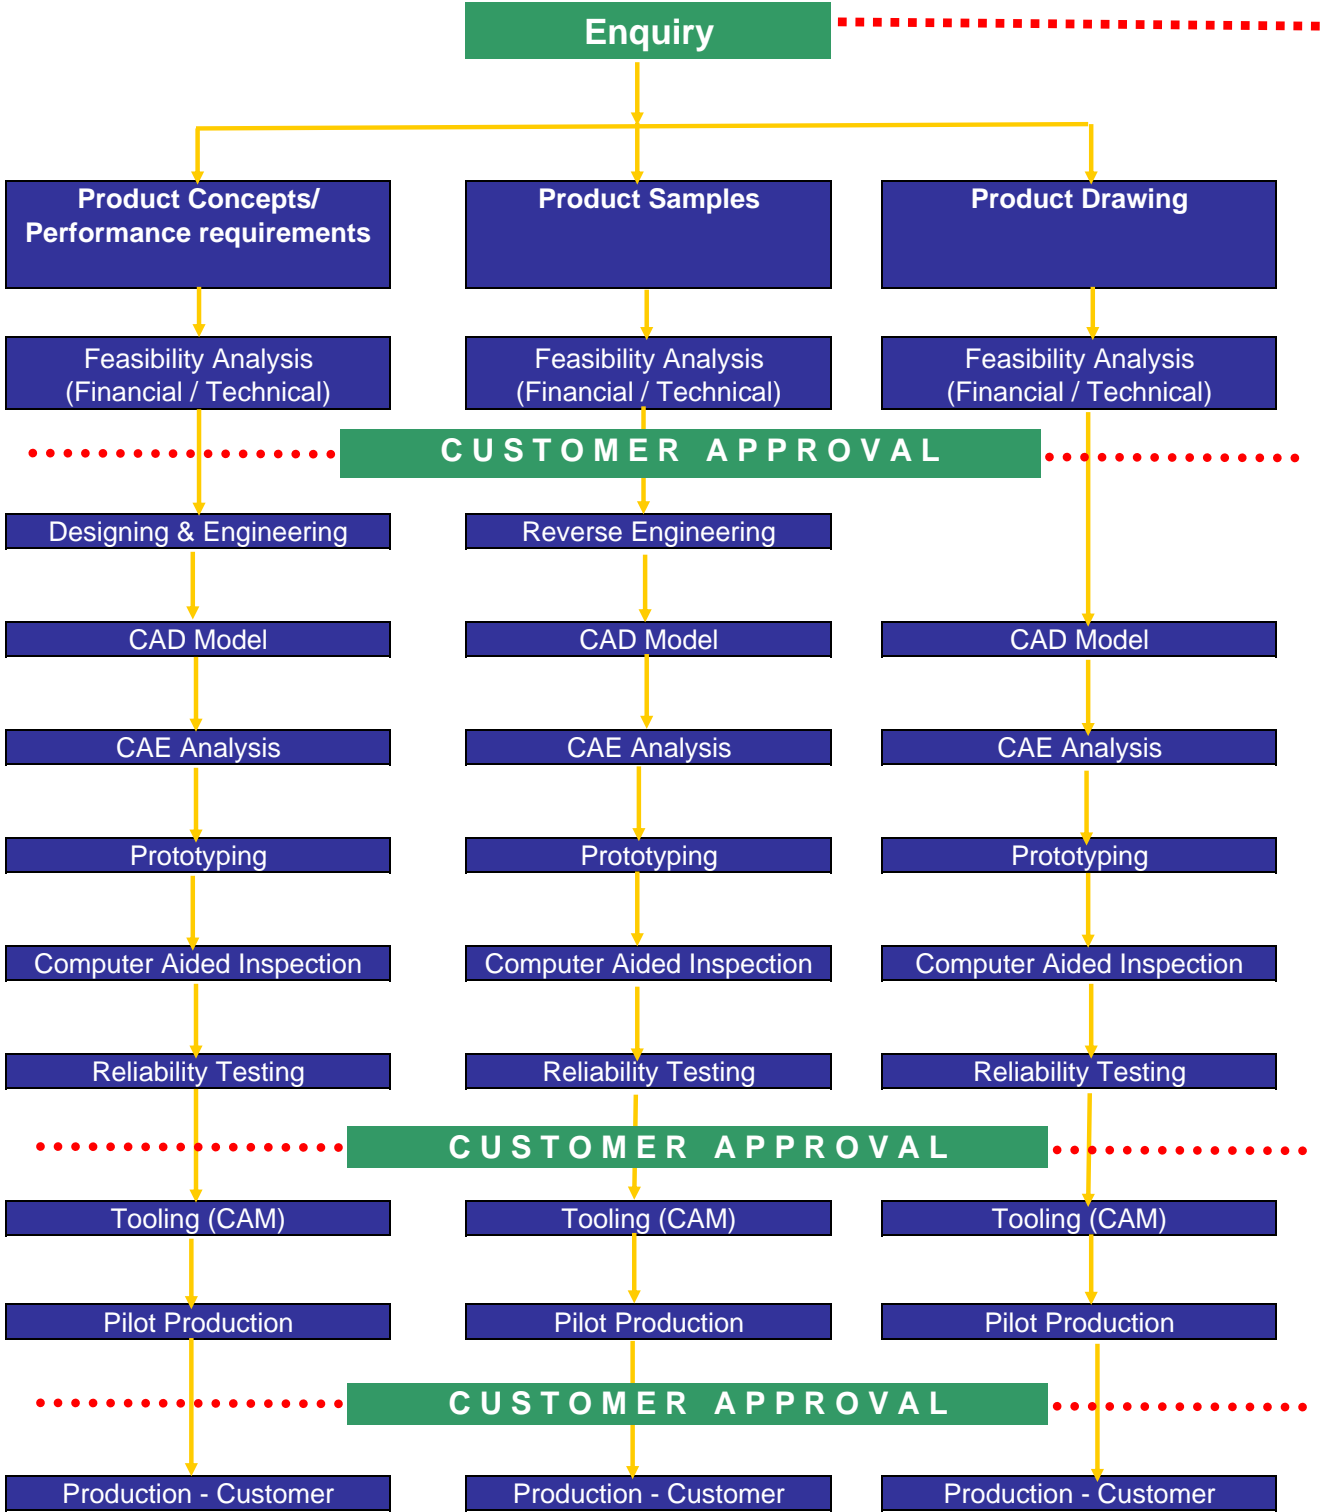 Enquiry
Product Concepts/
Performance requirements
Product Samples
Product Drawing
Feasibility Analysis
(Financial / Technical)
Feasibility Analysis
(Financial / Technical)
Feasibility Analysis
(Financial / Technical)
CUSTOMER APPROVAL
Designing & Engineering
Reverse Engineering
CAD Model
CAD Model
CAD Model
CAE Analysis
CAE Analysis
CAE Analysis
Prototyping
Prototyping
Prototyping
Computer Aided Inspection
Computer Aided Inspection
Computer Aided Inspection
Reliability Testing
Reliability Testing
Reliability Testing
CUSTOMER APPROVAL
Tooling (CAM)
Tooling (CAM)
Tooling (CAM)
Pilot Production
Pilot Production
Pilot Production
CUSTOMER APPROVAL
Production - Customer
Production - Customer
Production - Customer